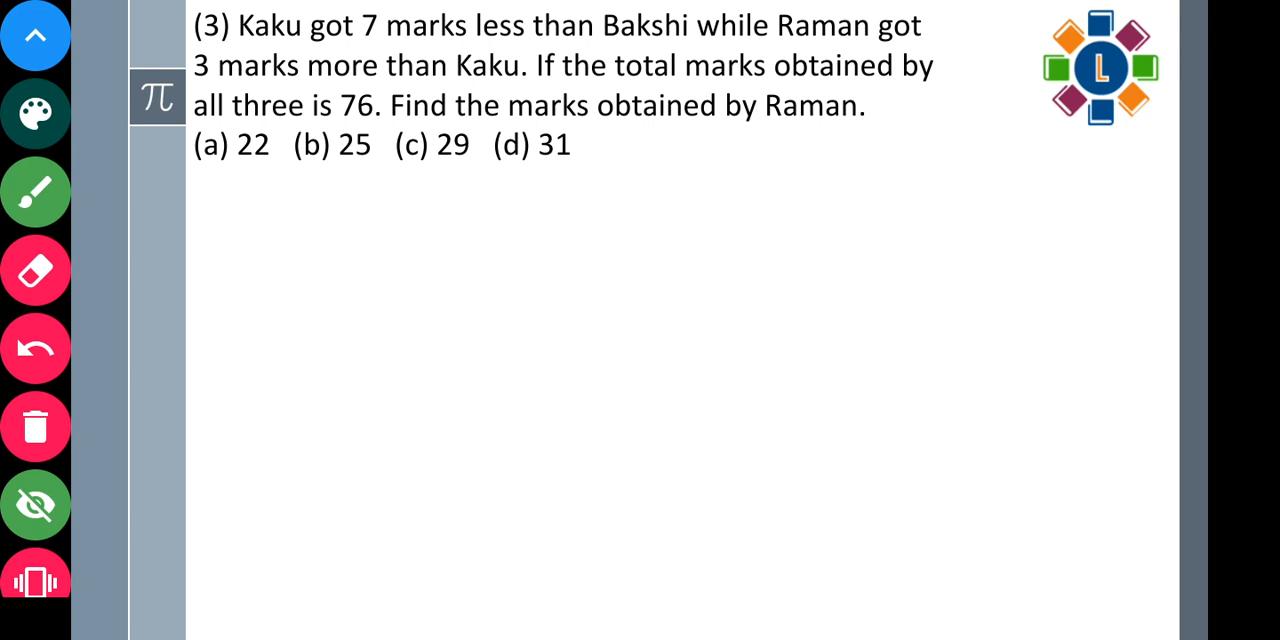 (3) Kaku got 7 marks less than Bakshi while Raman got
3 marks more than Kaku. If the total marks obtained by
all three is 76. Find the marks obtained by Raman.
(a) 22 (b) 25 (c) 29 (d) 31
π
L